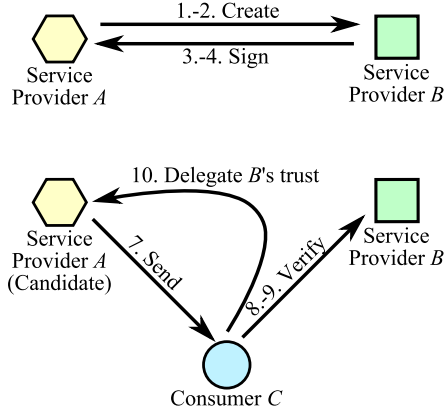 1.-2. Create
3.-4. Sign
Service
Provider A
Service
Provider B
10. Delegate B's trust
Service
Provider A
(Candidate)
Service
Provider B
7. Send
8.-9. Verify
Consumer C